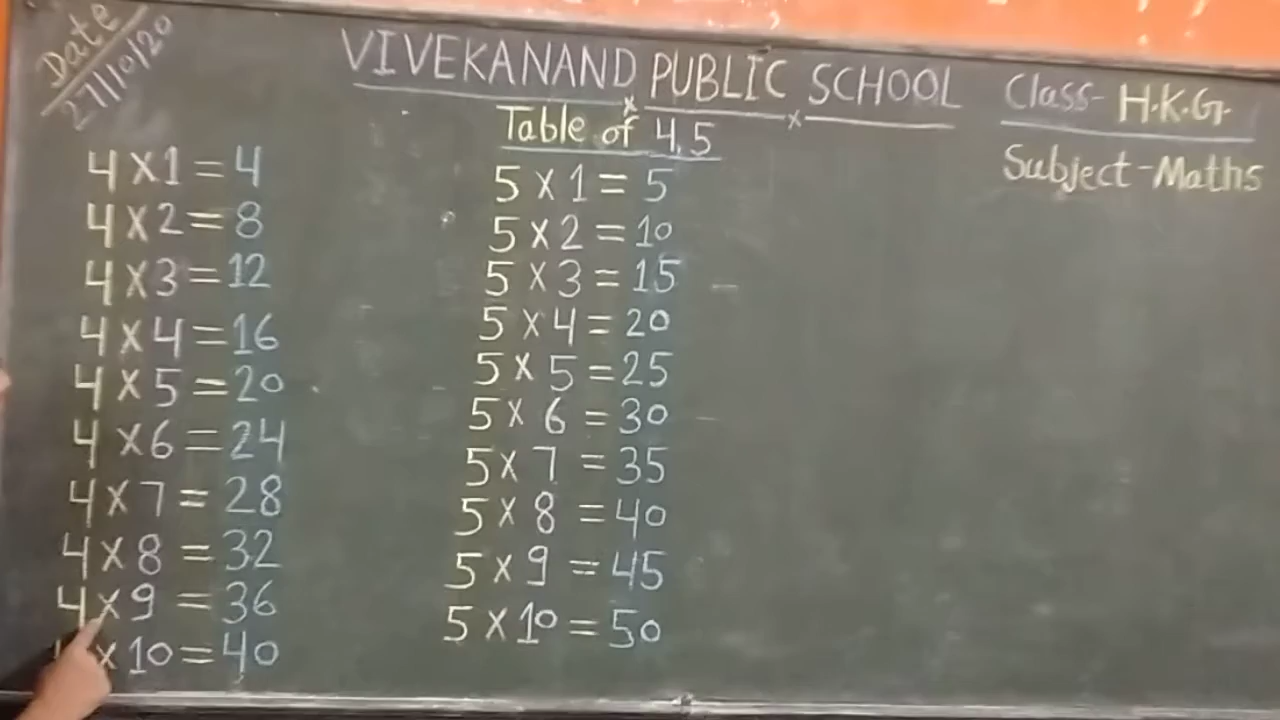 Date
27/10/20
VIVEKANAND PUBLIC SCHOOL
Class- H.K.G.
Table of 4,5
Subject-Maths
4 X 1 = 4
4 X 2 = 8
4 X 3 = 12
4 X 4 = 16
4 X 5 = 20
4 X 6 = 24
4 X 7 = 28
4 X 8 = 32
4 X 9 = 36
X 10 = 40
5 X 1 = 5
5 X 2 = 10
5 X 3 = 15
5 X 4 = 20
5 X 5 = 25
5 X 6 = 30
5 X 7 = 35
5 X 8 = 40
5 X 9 = 45
5 X 10 = 50